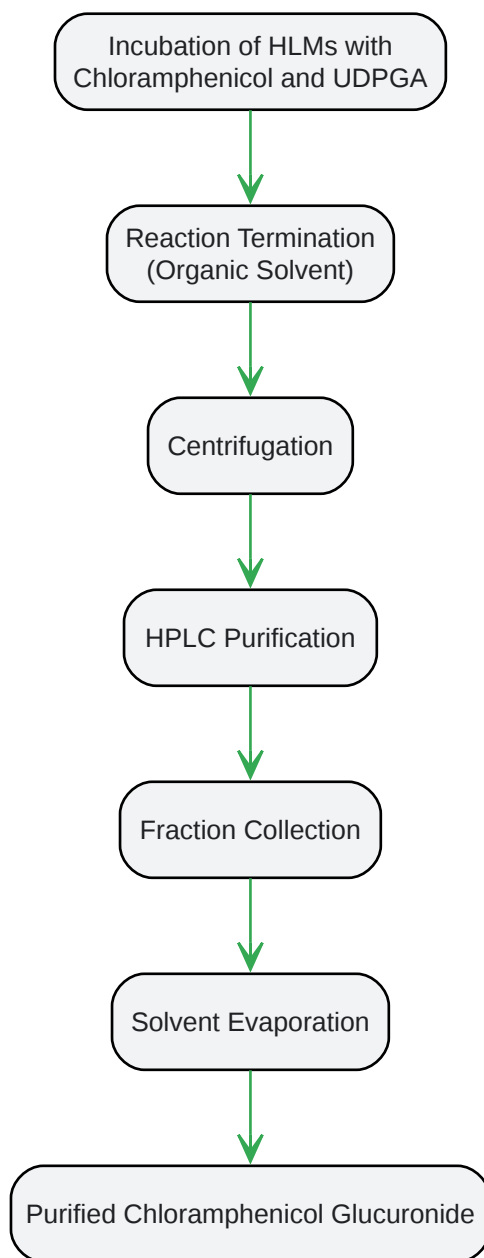 Incubation of HLMs with
Chloramphenicol and UDPGA
Reaction Termination
(Organic Solvent)
Centrifugation
HPLC Purification
Fraction Collection
Solvent Evaporation
Purified Chloramphenicol Glucuronide